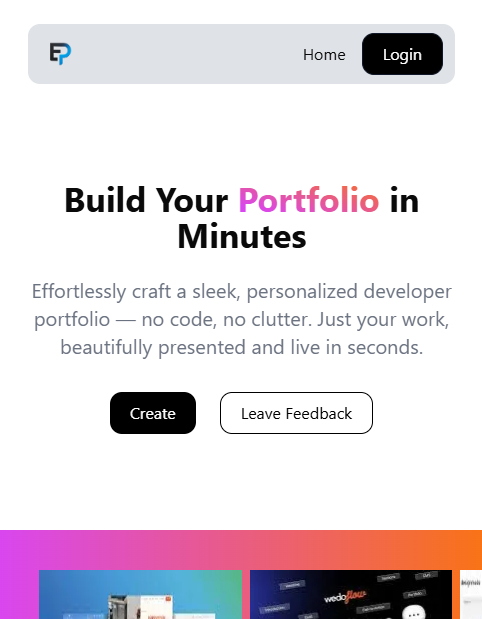 EP
Home
Login
Build Your Portfolio in
Minutes
Effortlessly craft a sleek, personalized developer
portfolio — no code, no clutter. Just your work,
beautifully presented and live in seconds.
Create
Leave Feedback
wedoflow